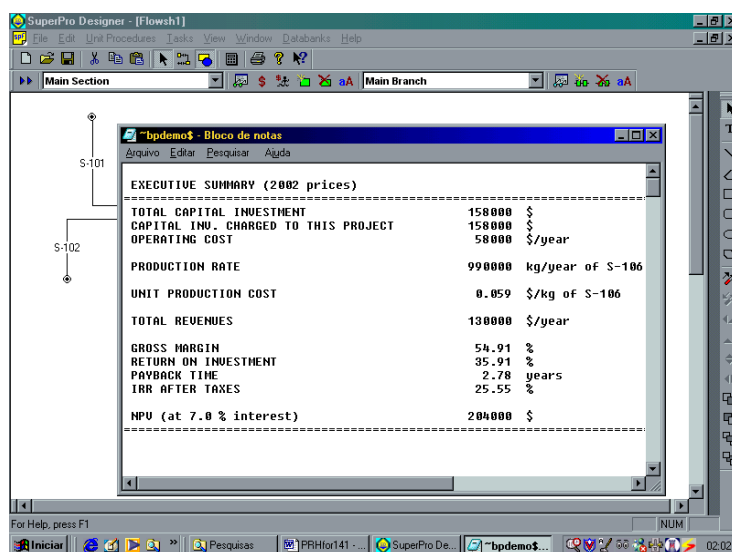 SuperPro Designer - [Flowsh1]
File Edit Unit Procedures Tasks View Window Databanks Help
Main Section Main Branch
S-101
S-102
~bpdemo$ - Bloco de notas
Arquivo Editar Pesquisar Ajuda
EXECUTIVE SUMMARY (2002 prices)
================================================================
TOTAL CAPITAL INVESTMENT 158000 $
CAPITAL INV. CHARGED TO THIS PROJECT 158000 $
OPERATING COST 58000 $/year
PRODUCTION RATE 990000 kg/year of S-106
UNIT PRODUCTION COST 0.059 $/kg of S-106
TOTAL REVENUES 130000 $/year
GROSS MARGIN 54.91 %
RETURN ON INVESTMENT 35.91 %
PAYBACK TIME 2.78 years
IRR AFTER TAXES 25.55 %
NPV (at 7.0 % interest) 204000 $
================================================================
For Help, press F1 NUM
Iniciar Pesquisas PRHfor141 - ... SuperPro De... ~bpdemo$... 02:02